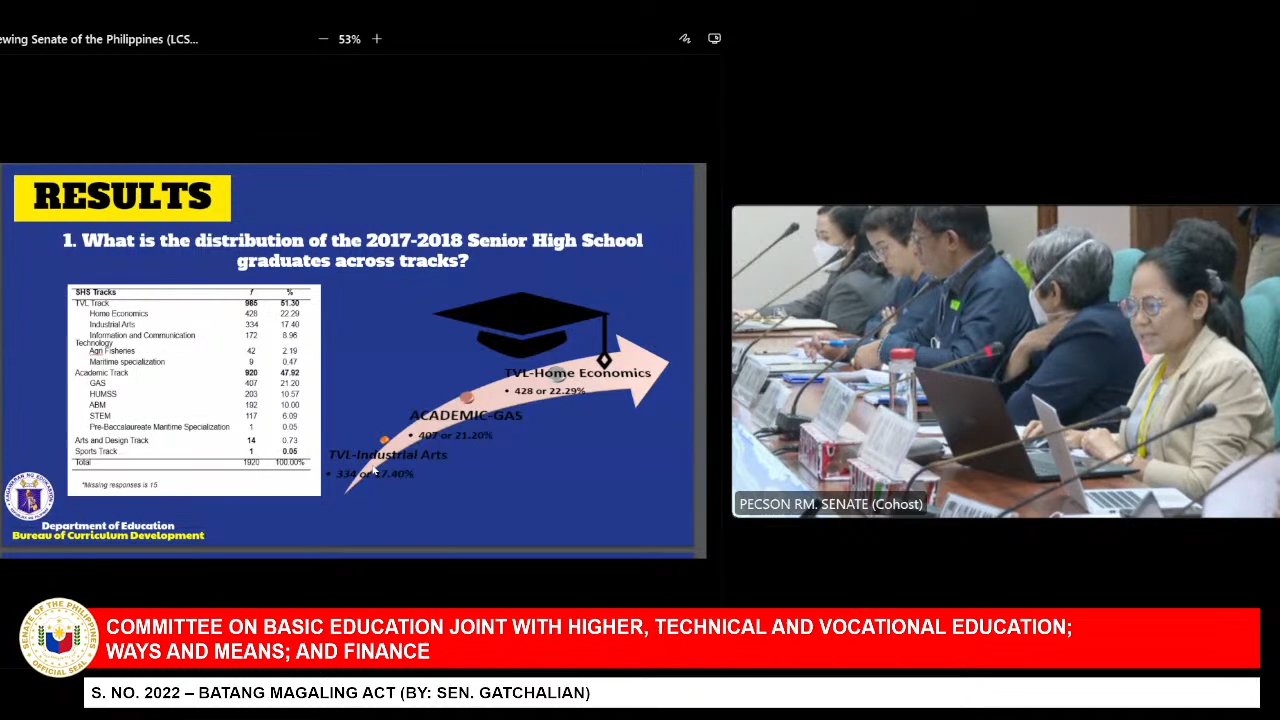 ewing Senate of the Philippines (LCS...
53%
RESULTS
1. What is the distribution of the 2017-2018 Senior High School
graduates across tracks?
SHS Tracks f %
TVL Track 985 51.30
Home Economics 428 22.29
Industrial Arts 334 17.40
Information and Communication 172 8.96
Technology
Agri Fisheries 42 2.19
Maritime specialization 9 0.47
Academic Track 920 47.92
GAS 407 21.20
HUMSS 203 10.57
ABM 192 10.00
STEM 117 6.09
Pre-Baccalaureate Maritime Specialization 1 0.05
Arts and Design Track 14 0.73
Sports Track 1 0.05
Total 1920 100.00%
*Missing responses is 15
TVL-Home Economics
• 428 or 22.29%
ACADEMIC-GAS
• 407 or 21.20%
TVL-Industrial Arts
• 334 or 17.40%
Department of Education
Bureau of Curriculum Development
PECSON RM. SENATE (Cohost)
SENATE OF THE PHILIPPINES
OFFICIAL SEAL
COMMITTEE ON BASIC EDUCATION JOINT WITH HIGHER, TECHNICAL AND VOCATIONAL EDUCATION;
WAYS AND MEANS; AND FINANCE
S. NO. 2022 – BATANG MAGALING ACT (BY: SEN. GATCHALIAN)